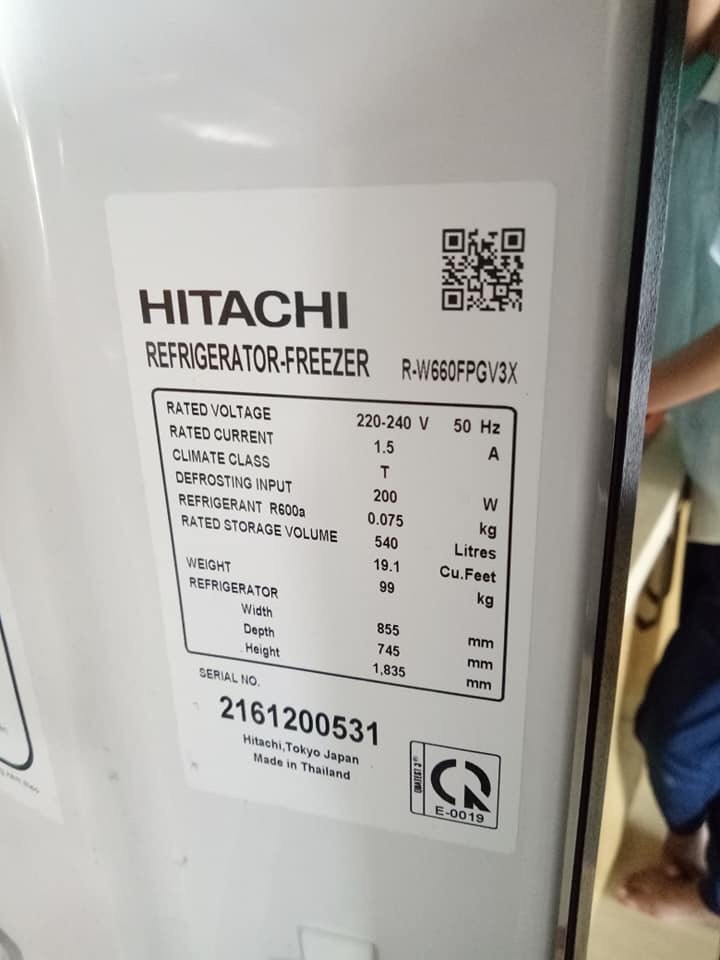 HITACHI
REFRIGERATOR-FREEZER R-W660FPGV3X
RATED VOLTAGE 220-240 V 50 Hz
RATED CURRENT 1.5 A
CLIMATE CLASS T
DEFROSTING INPUT 200 W
REFRIGERANT R600a 0.075 kg
RATED STORAGE VOLUME 540 Litres
19.1 Cu.Feet
WEIGHT 99 kg
REFRIGERATOR
Width 855 mm
Depth 745 mm
Height 1,835 mm
SERIAL NO.
2161200531
Hitachi,Tokyo Japan
Made in Thailand
QUATEST 3
E-0019